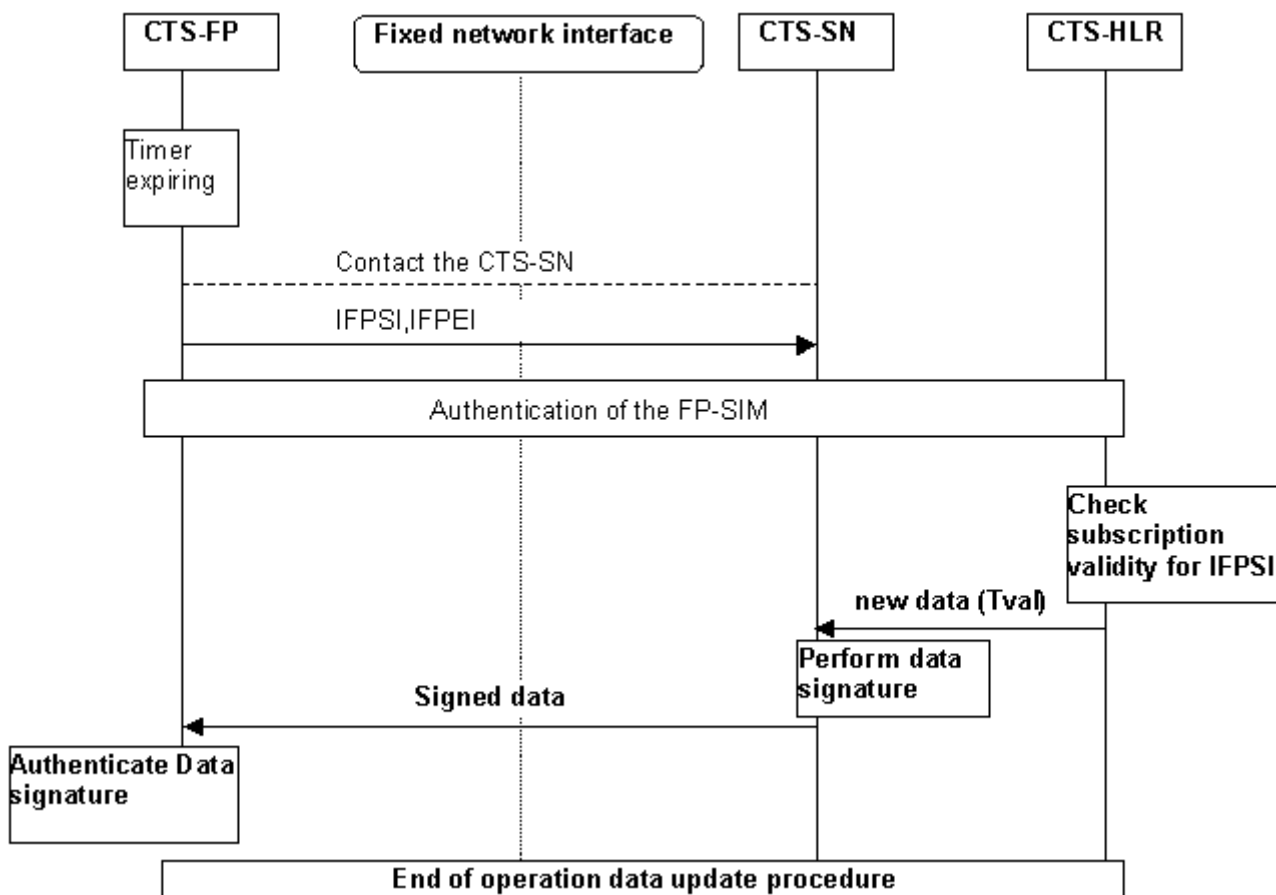 CTS-FP
Fixed network interface
CTS-SN
CTS-HLR
Timer
expiring
Contact the CTS-SN
IFPSI,IFPEI
Authentication of the FP-SIM
Check
subscription
validity for IFPSI
new data (Tval)
Perform data
signature
Signed data
Authenticate Data
signature
End of operation data update procedure